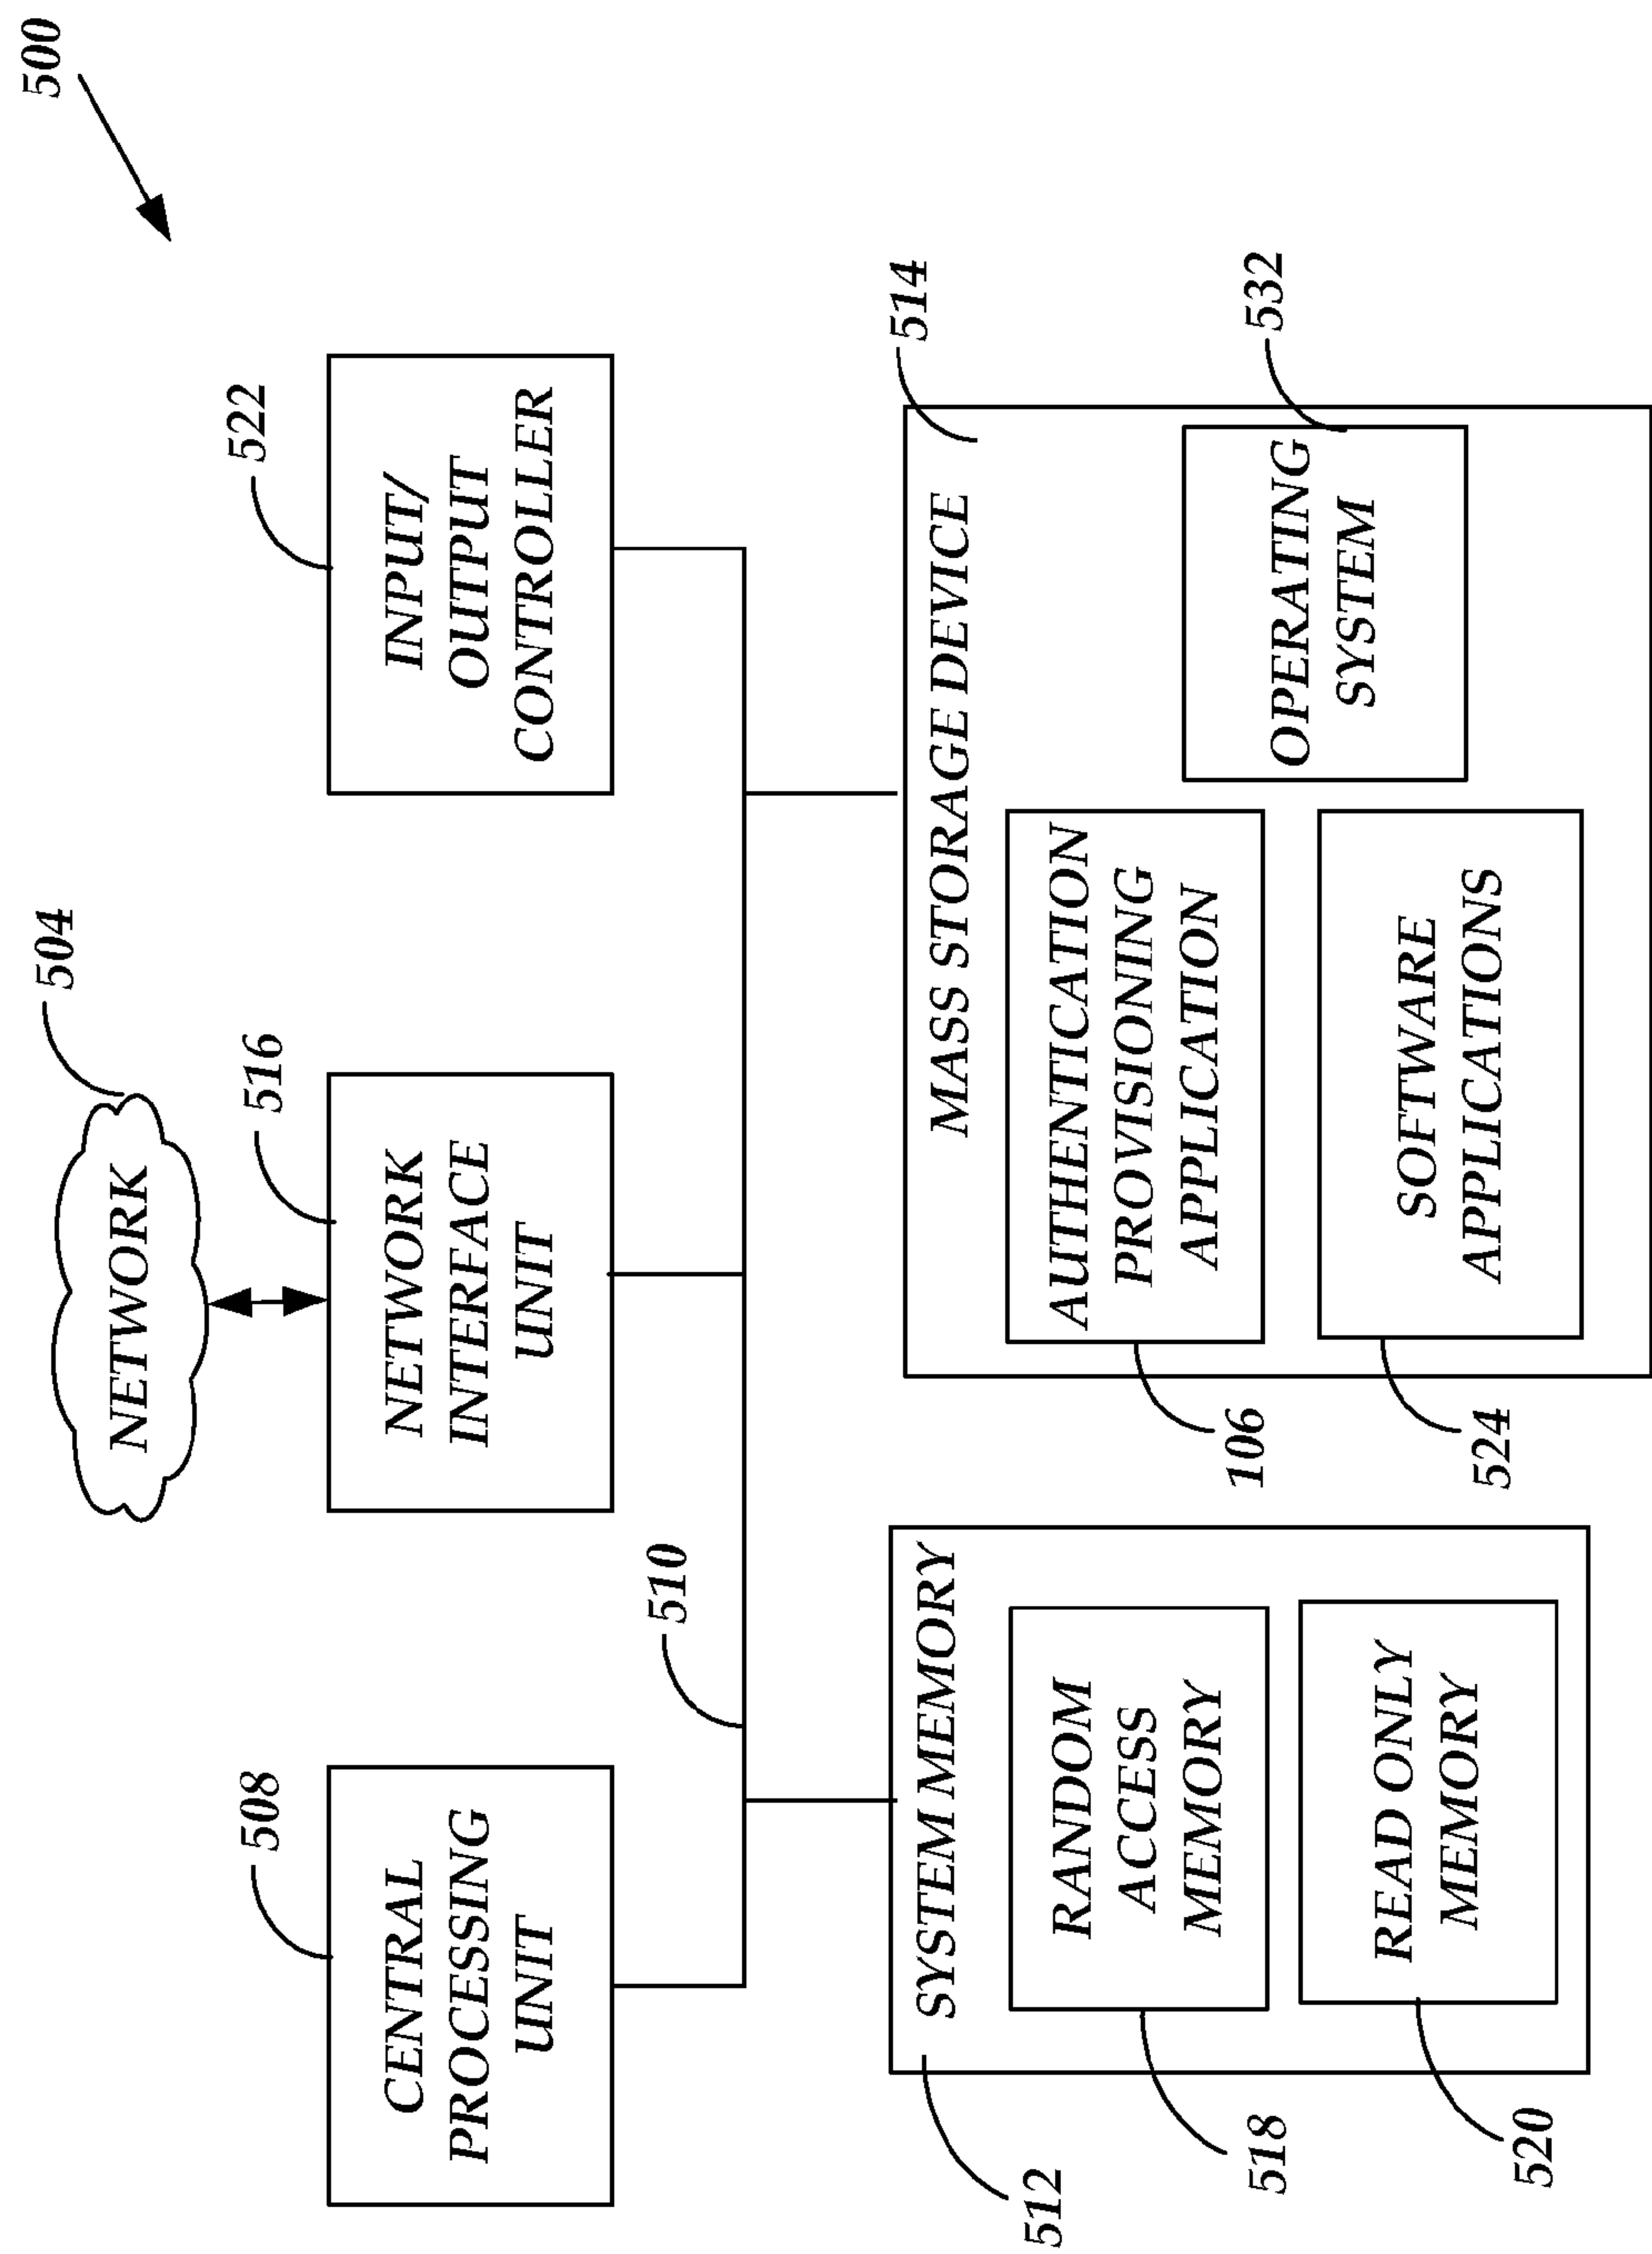 500
504
NETWORK
508
CENTRAL
PROCESSING
UNIT
516
NETWORK
INTERFACE
UNIT
522
INPUT/
OUTPUT
CONTROLLER
510
512
SYSTEM MEMORY
RANDOM
ACCESS
MEMORY
518
READ ONLY
MEMORY
520
514
MASS STORAGE DEVICE
AUTHENTICATION
PROVISIONING
APPLICATION
106
SOFTWARE
APPLICATIONS
524
OPERATING
SYSTEM
532